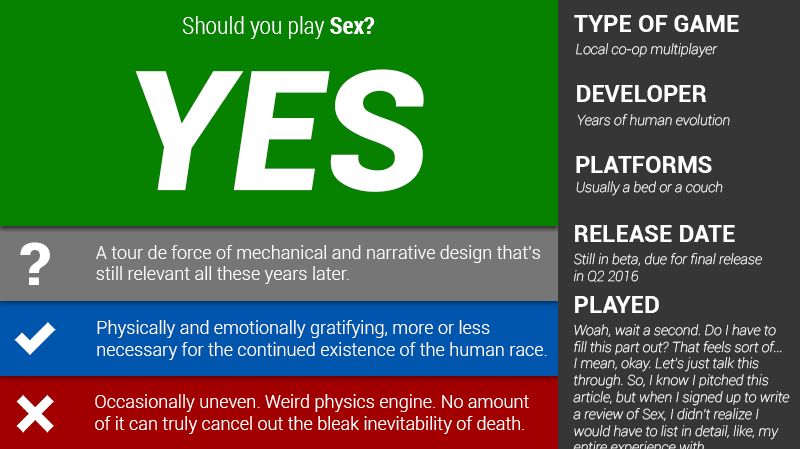 Should you play Sex?
YES
?
A tour de force of mechanical and narrative design that's
still relevant all these years later.
Physically and emotionally gratifying, more or less
necessary for the continued existence of the human race.
Occasionally uneven. Weird physics engine. No amount
of it can truly cancel out the bleak inevitability of death.
TYPE OF GAME
Local co-op multiplayer
DEVELOPER
Years of human evolution
PLATFORMS
Usually a bed or a couch
RELEASE DATE
Still in beta, due for final release
in Q2 2016
PLAYED
Woah, wait a second. Do I have to
fill this part out? That feels sort of...
I mean, okay. Let's just talk this
through. So, I know I pitched this
article, but when I signed up to write
a review of Sex, I didn't realize I
would have to list in detail, like, my
entire experience with